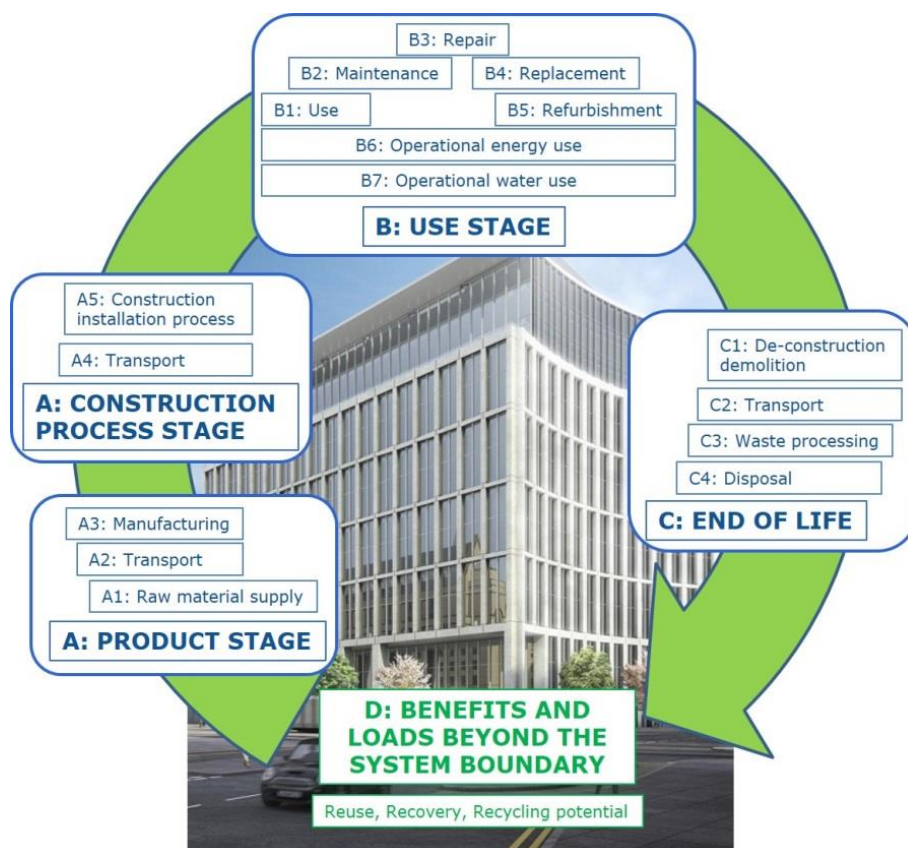 B3: Repair
B2: Maintenance
B4: Replacement
B1: Use
B5: Refurbishment
B6: Operational energy use
B7: Operational water use
B: USE STAGE
A5: Construction
installation process
A4: Transport
A: CONSTRUCTION
PROCESS STAGE
A3: Manufacturing
A2: Transport
A1: Raw material supply
A: PRODUCT STAGE
C1: De-construction
demolition
C2: Transport
C3: Waste processing
C4: Disposal
C: END OF LIFE
D: BENEFITS AND
LOADS BEYOND THE
SYSTEM BOUNDARY
Reuse, Recovery, Recycling potential